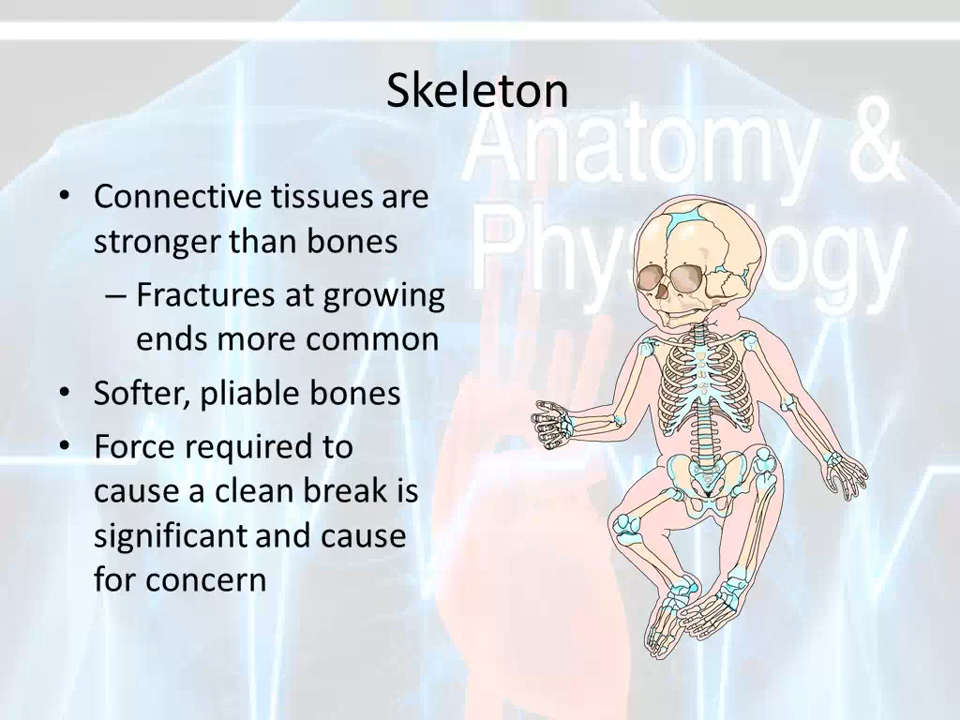 Skeleton
Anatomy &
Physiology
• Connective tissues are
stronger than bones
– Fractures at growing
ends more common
• Softer, pliable bones
• Force required to
cause a clean break is
significant and cause
for concern